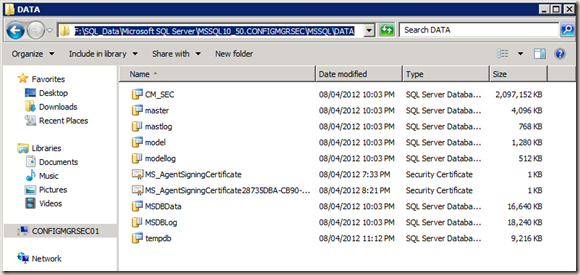 DATA
F:\SQL_Data\Microsoft SQL Server\MSSQL10_50.CONFIGMGRSEC\MSSQL\DATA
Search DATA
Organize Include in library Share with New folder
Favorites
Desktop
Downloads
Recent Places
Libraries
Documents
Music
Pictures
Videos
CONFIGMGRSEC01
Network
Name Date modified Type Size
CM_SEC 08/04/2012 10:03 PM SQL Server Databa... 2,097,152 KB
master 08/04/2012 10:03 PM SQL Server Databa... 4,096 KB
mastlog 08/04/2012 10:03 PM SQL Server Databa... 768 KB
model 08/04/2012 10:03 PM SQL Server Databa... 1,280 KB
modellog 08/04/2012 10:03 PM SQL Server Databa... 512 KB
MS_AgentSigningCertificate 08/04/2012 7:33 PM Security Certificate 1 KB
MS_AgentSigningCertificate28735DBA-CB90-... 08/04/2012 8:21 PM Security Certificate 1 KB
MSDBData 08/04/2012 10:03 PM SQL Server Databa... 16,640 KB
MSDBLog 08/04/2012 10:03 PM SQL Server Databa... 18,240 KB
tempdb 08/04/2012 11:12 PM SQL Server Databa... 9,216 KB